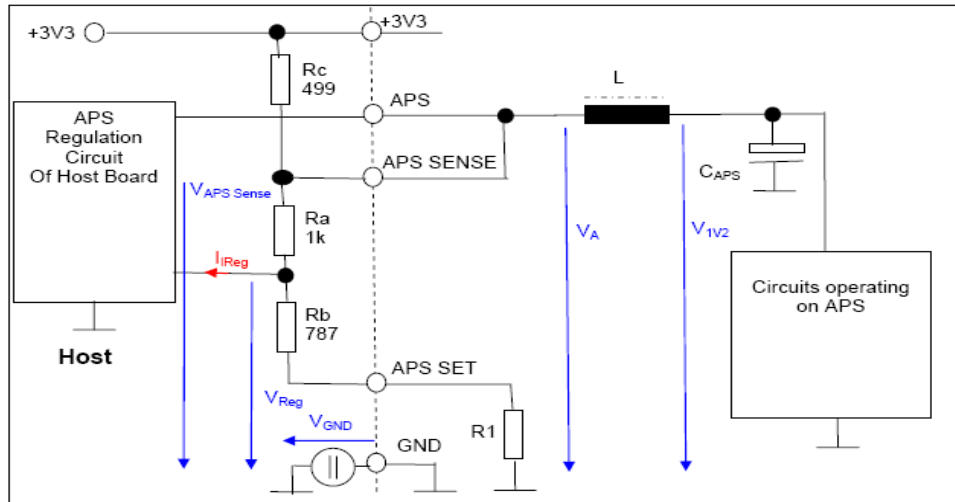 +3V3
+3V3
Rc
499
L
APS
APS
Regulation
Circuit
Of Host Board
APS SENSE
CAPS
VAPS Sense
Ra
1k
VA
V1V2
IIReg
Circuits operating
on APS
Rb
787
Host
APS SET
VReg
VGND
R1
GND